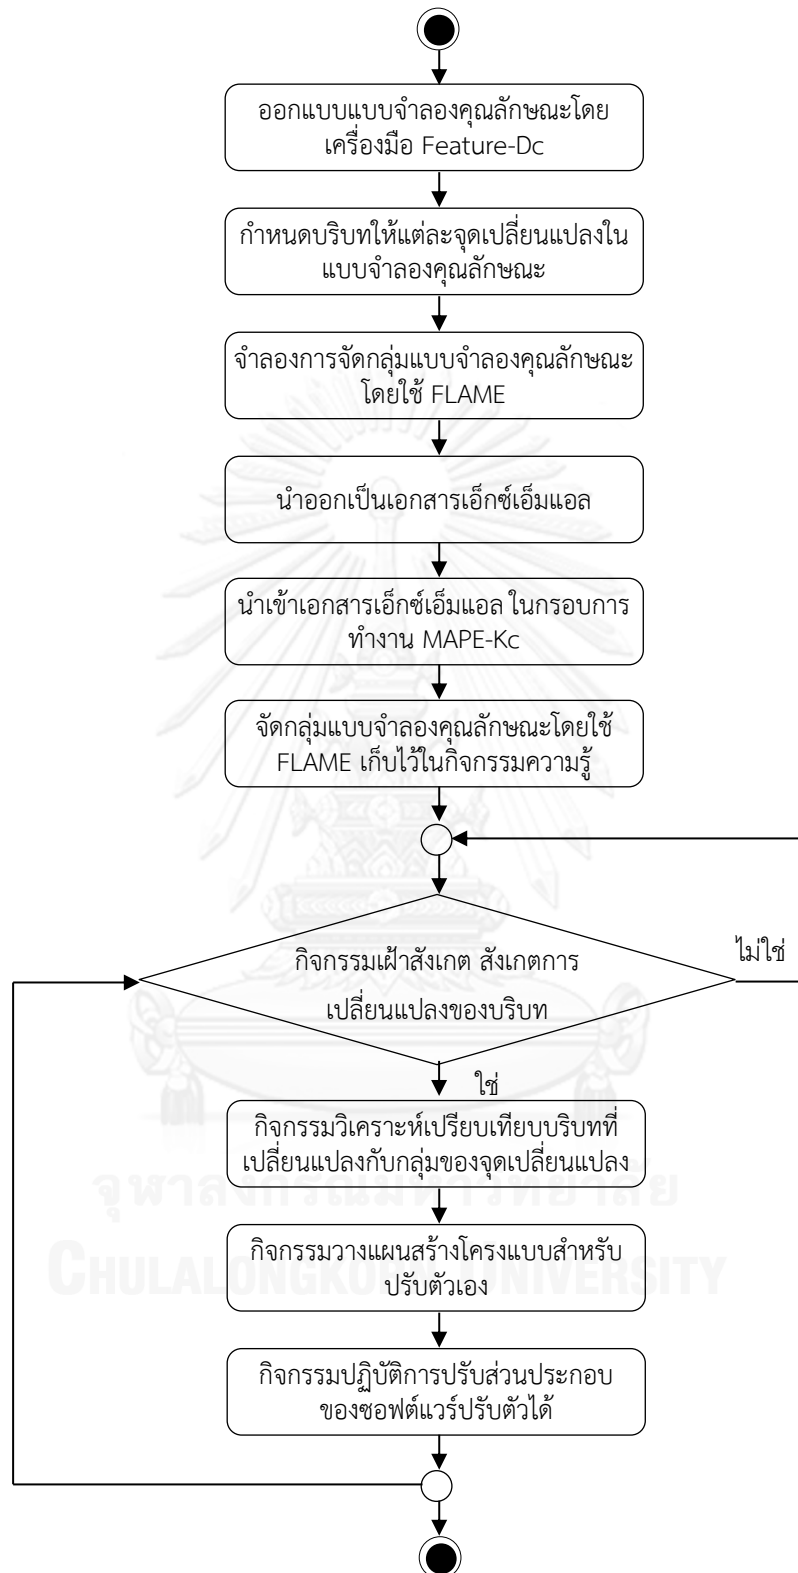 ออกแบบแบบจำลองคุณลักษณะโดย
เครื่องมือ Feature-Dc
กำหนดบริบทให้แต่ละจุดเปลี่ยนแปลงใน
แบบจำลองคุณลักษณะ
จำลองการจัดกลุ่มแบบจำลองคุณลักษณะ
โดยใช้ FLAME
นำออกเป็นเอกสารเอ็กซ์เอ็มแอล
นำเข้าเอกสารเอ็กซ์เอ็มแอล ในกรอบการ
ทำงาน MAPE-Kc
จัดกลุ่มแบบจำลองคุณลักษณะโดยใช้
FLAME เก็บไว้ในกิจกรรมความรู้
ไม่ใช่
กิจกรรมเฝ้าสังเกต สังเกตการ
เปลี่ยนแปลงของบริบท
ใช่
กิจกรรมวิเคราะห์เปรียบเทียบบริบทที่
เปลี่ยนแปลงกับกลุ่มของจุดเปลี่ยนแปลง
จุฬาลงกรณ์มหาวิทยาลัย
กิจกรรมวางแผนสร้างโครงแบบสำหรับ
ปรับตัวเอง
CHULALONGKORN UNIVERSITY
กิจกรรมปฏิบัติการปรับส่วนประกอบ
ของซอฟต์แวร์ปรับตัวได้